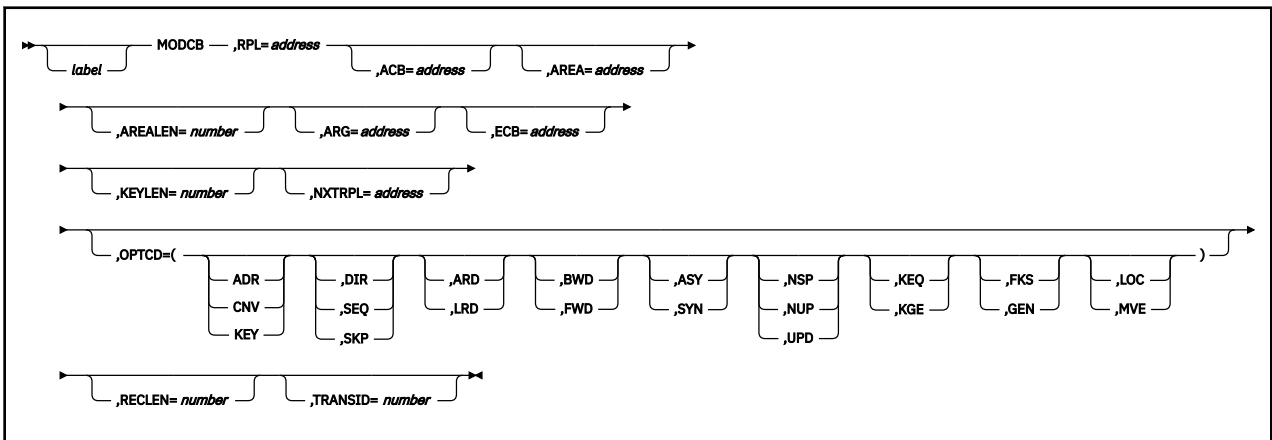 MODCB ,RPL= address
label ,ACB= address ,AREA= address
,AREALEN= number ,ARG= address ,ECB= address
,KEYLEN= number ,NXTRPL= address
,OPTCD=( )
ADR ,DIR ,ARD ,BWD ,ASY ,NSP ,KEQ ,FKS ,LOC
CNV ,SEQ ,LRD ,FWD ,SYN ,NUP ,KGE ,GEN ,MVE
KEY ,SKP ,UPD
,RECLEN= number ,TRANSID= number